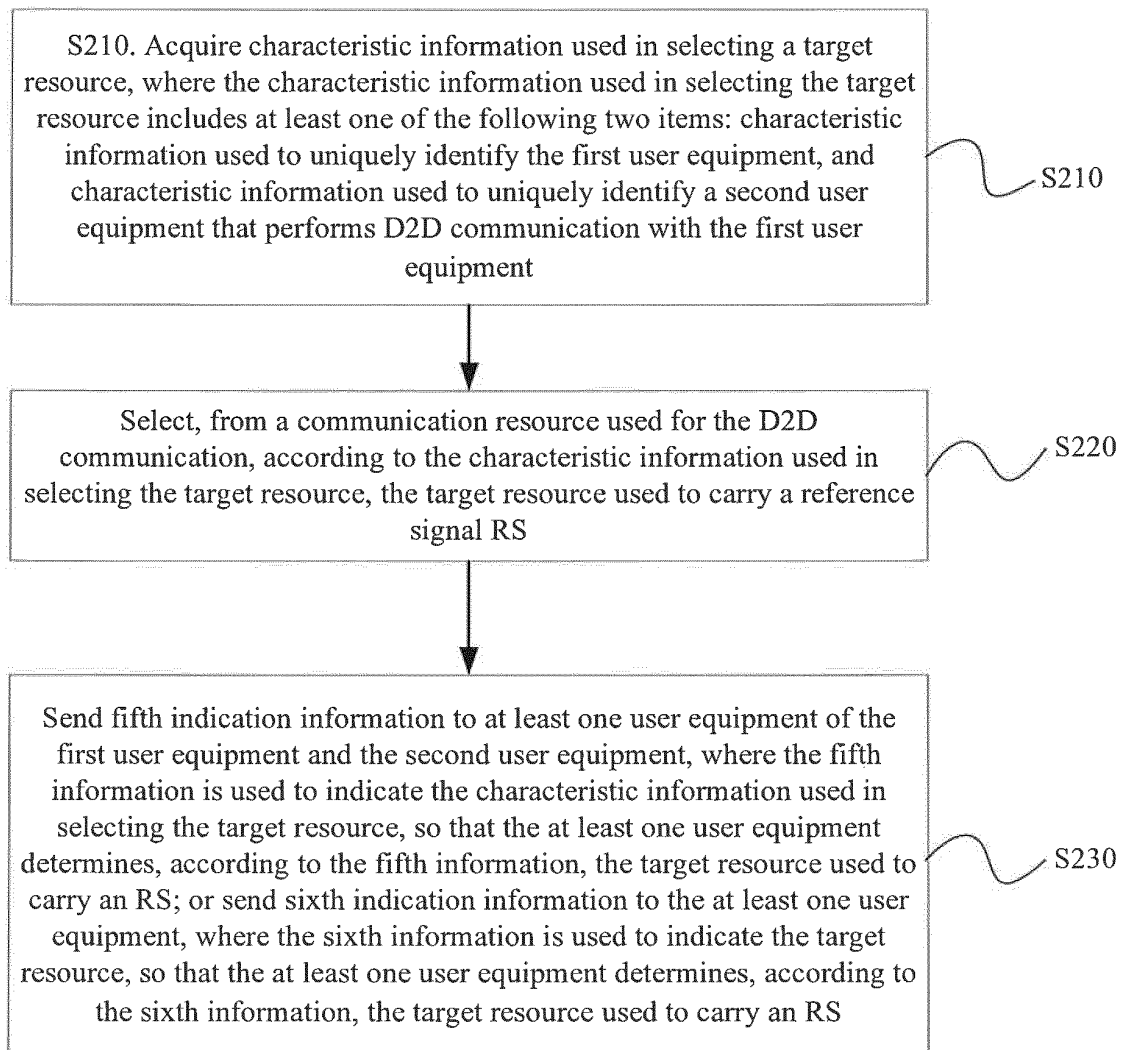 S210. Acquire characteristic information used in selecting a target
resource, where the characteristic information used in selecting the target
resource includes at least one of the following two items: characteristic
information used to uniquely identify the first user equipment, and
characteristic information used to uniquely identify a second user
equipment that performs D2D communication with the first user
equipment
S210
Select, from a communication resource used for the D2D
communication, according to the characteristic information used in
selecting the target resource, the target resource used to carry a reference
signal RS
S220
Send fifth indication information to at least one user equipment of the
first user equipment and the second user equipment, where the fifth
information is used to indicate the characteristic information used in
selecting the target resource, so that the at least one user equipment
determines, according to the fifth information, the target resource used to
carry an RS; or send sixth indication information to the at least one user
equipment, where the sixth information is used to indicate the target
resource, so that the at least one user equipment determines, according to
the sixth information, the target resource used to carry an RS
S230